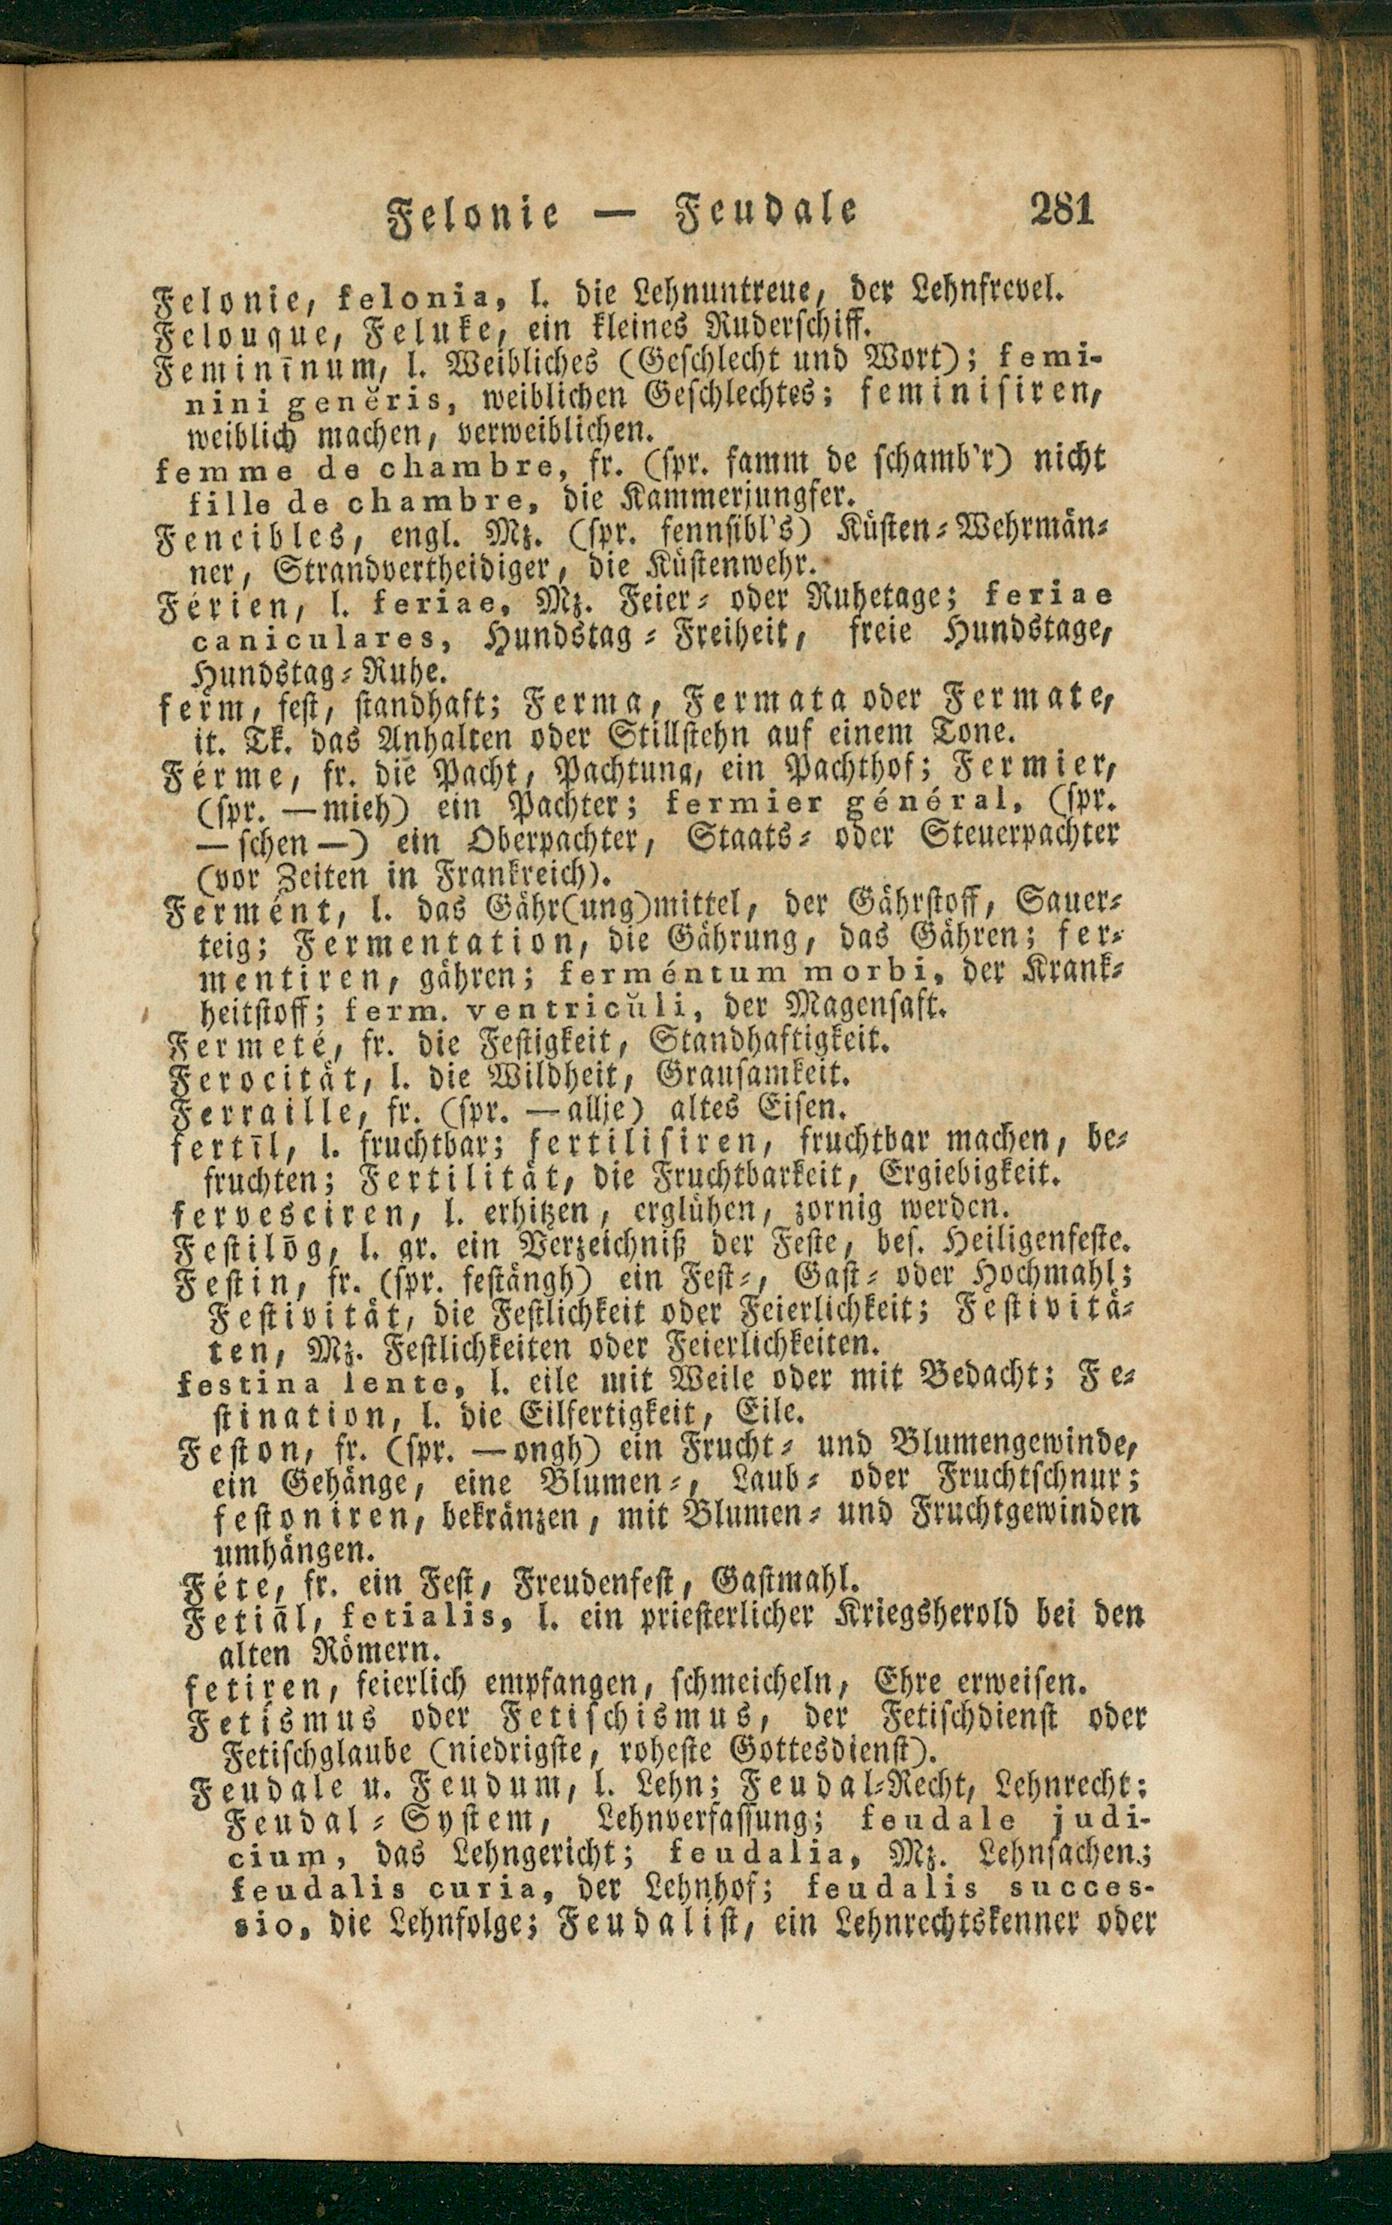 Felonie — Feudale 281
Felonie, felonia, l. die Lehnuntreue, der Lehnfrevel.
Felouque, Feluke, ein kleines Ruderschiff.
Feminīnum, l. Weibliches (Geschlecht und Wort); femi-
nini genĕris, weiblichen Geschlechtes; feminisiren,
weiblich machen, verweiblichen.
femme de chambre, fr. (spr. famm de schamb'r) nicht
fille de chambre, die Kammerjungfer.
Fencibles, engl. Mz. (spr. fennsibl's) Küsten-Wehrmän-
ner, Strandvertheidiger, die Küstenwehr.
Férien, l. feriae, Mz. Feier- oder Ruhetage; feriae
caniculares, Hundstag-Freiheit, freie Hundstage,
Hundstag-Ruhe.
ferm, fest, standhaft; Ferma, Fermata oder Fermate,
it. Tk. das Anhalten oder Stillstehn auf einem Tone.
Férme, fr. die Pacht, Pachtung, ein Pachthof; Fermier,
(spr. —mieh) ein Pachter; fermier général, (spr.
—schen—) ein Oberpachter, Staats- oder Steuerpachter
(vor Zeiten in Frankreich).
Fermént, l. das Gähr(ung)mittel, der Gährstoff, Sauer-
teig; Fermentation, die Gährung, das Gähren; fer-
mentiren, gähren; ferméntum morbi, der Krank-
heitstoff; ferm. ventricŭli, der Magensaft.
Fermeté, fr. die Festigkeit, Standhaftigkeit.
Ferocität, l. die Wildheit, Grausamkeit.
Ferraille, fr. (spr. —allje) altes Eisen.
fertīl, l. fruchtbar; fertilisiren, fruchtbar machen, be-
fruchten; Fertilität, die Fruchtbarkeit, Ergiebigkeit.
fervesciren, l. erhitzen, erglühen, zornig werden.
Festilōg, l. gr. ein Verzeichniß der Feste, bes. Heiligenfeste.
Festin, fr. (spr. festängh) ein Fest-, Gast- oder Hochmahl;
Festivität, die Festlichkeit oder Feierlichkeit; Festivitä-
ten, Mz. Festlichkeiten oder Feierlichkeiten.
festina lente, l. eile mit Weile oder mit Bedacht; Fe-
stination, l. die Eilfertigkeit, Eile.
Feston, fr. (spr. —ongh) ein Frucht- und Blumengewinde,
ein Gehänge, eine Blumen-, Laub- oder Fruchtschnur;
festoniren, bekränzen, mit Blumen- und Fruchtgewinden
umhängen.
Féte, fr. ein Fest, Freudenfest, Gastmahl.
Fetiāl, fetialis, l. ein priesterlicher Kriegsherold bei den
alten Römern.
fetiren, feierlich empfangen, schmeicheln, Ehre erweisen.
Fetismus oder Fetischismus, der Fetischdienst oder
Fetischglaube (niedrigste, roheste Gottesdienst).
Feudale u. Feudum, l. Lehn; Feudal-Recht, Lehnrecht;
Feudal-System, Lehnverfassung; feudale judi-
cium, das Lehngericht; feudalia, Mz. Lehnsachen;
feudalis curia, der Lehnhof; feudalis succes-
sio, die Lehnfolge; Feudalist, ein Lehnrechtskenner oder